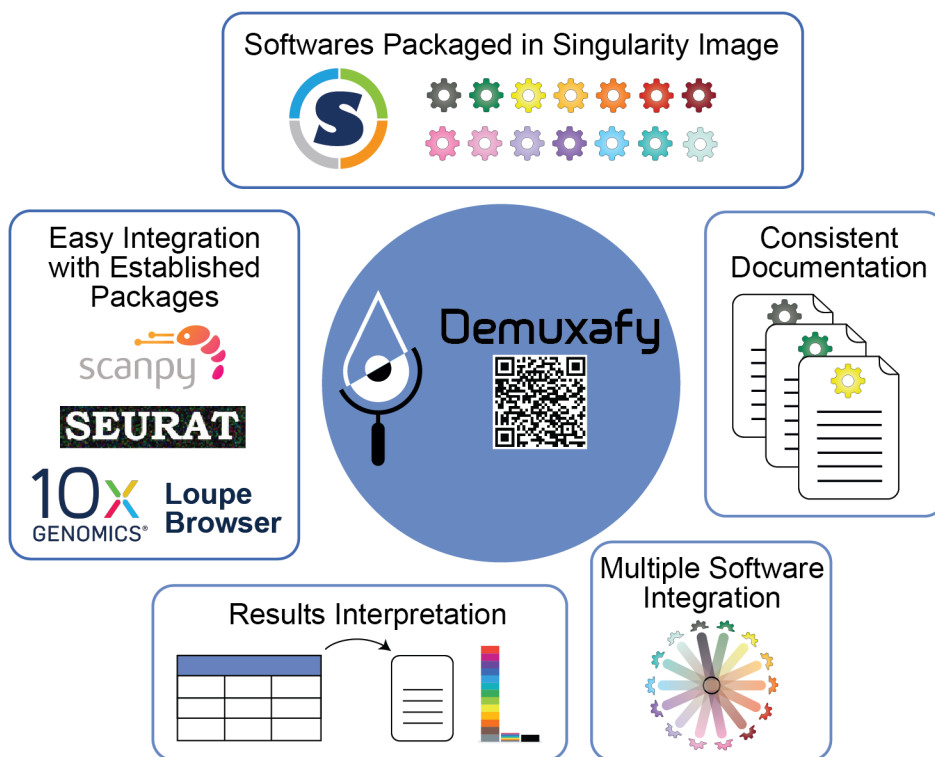 Softwares Packaged in Singularity Image
S
Easy Integration
with Established
Packages
scanpy
SEURAT
10x
GENOMICS®
Loupe
Browser
Demuxafy
Consistent
Documentation
Results Interpretation
Multiple Software
Integration